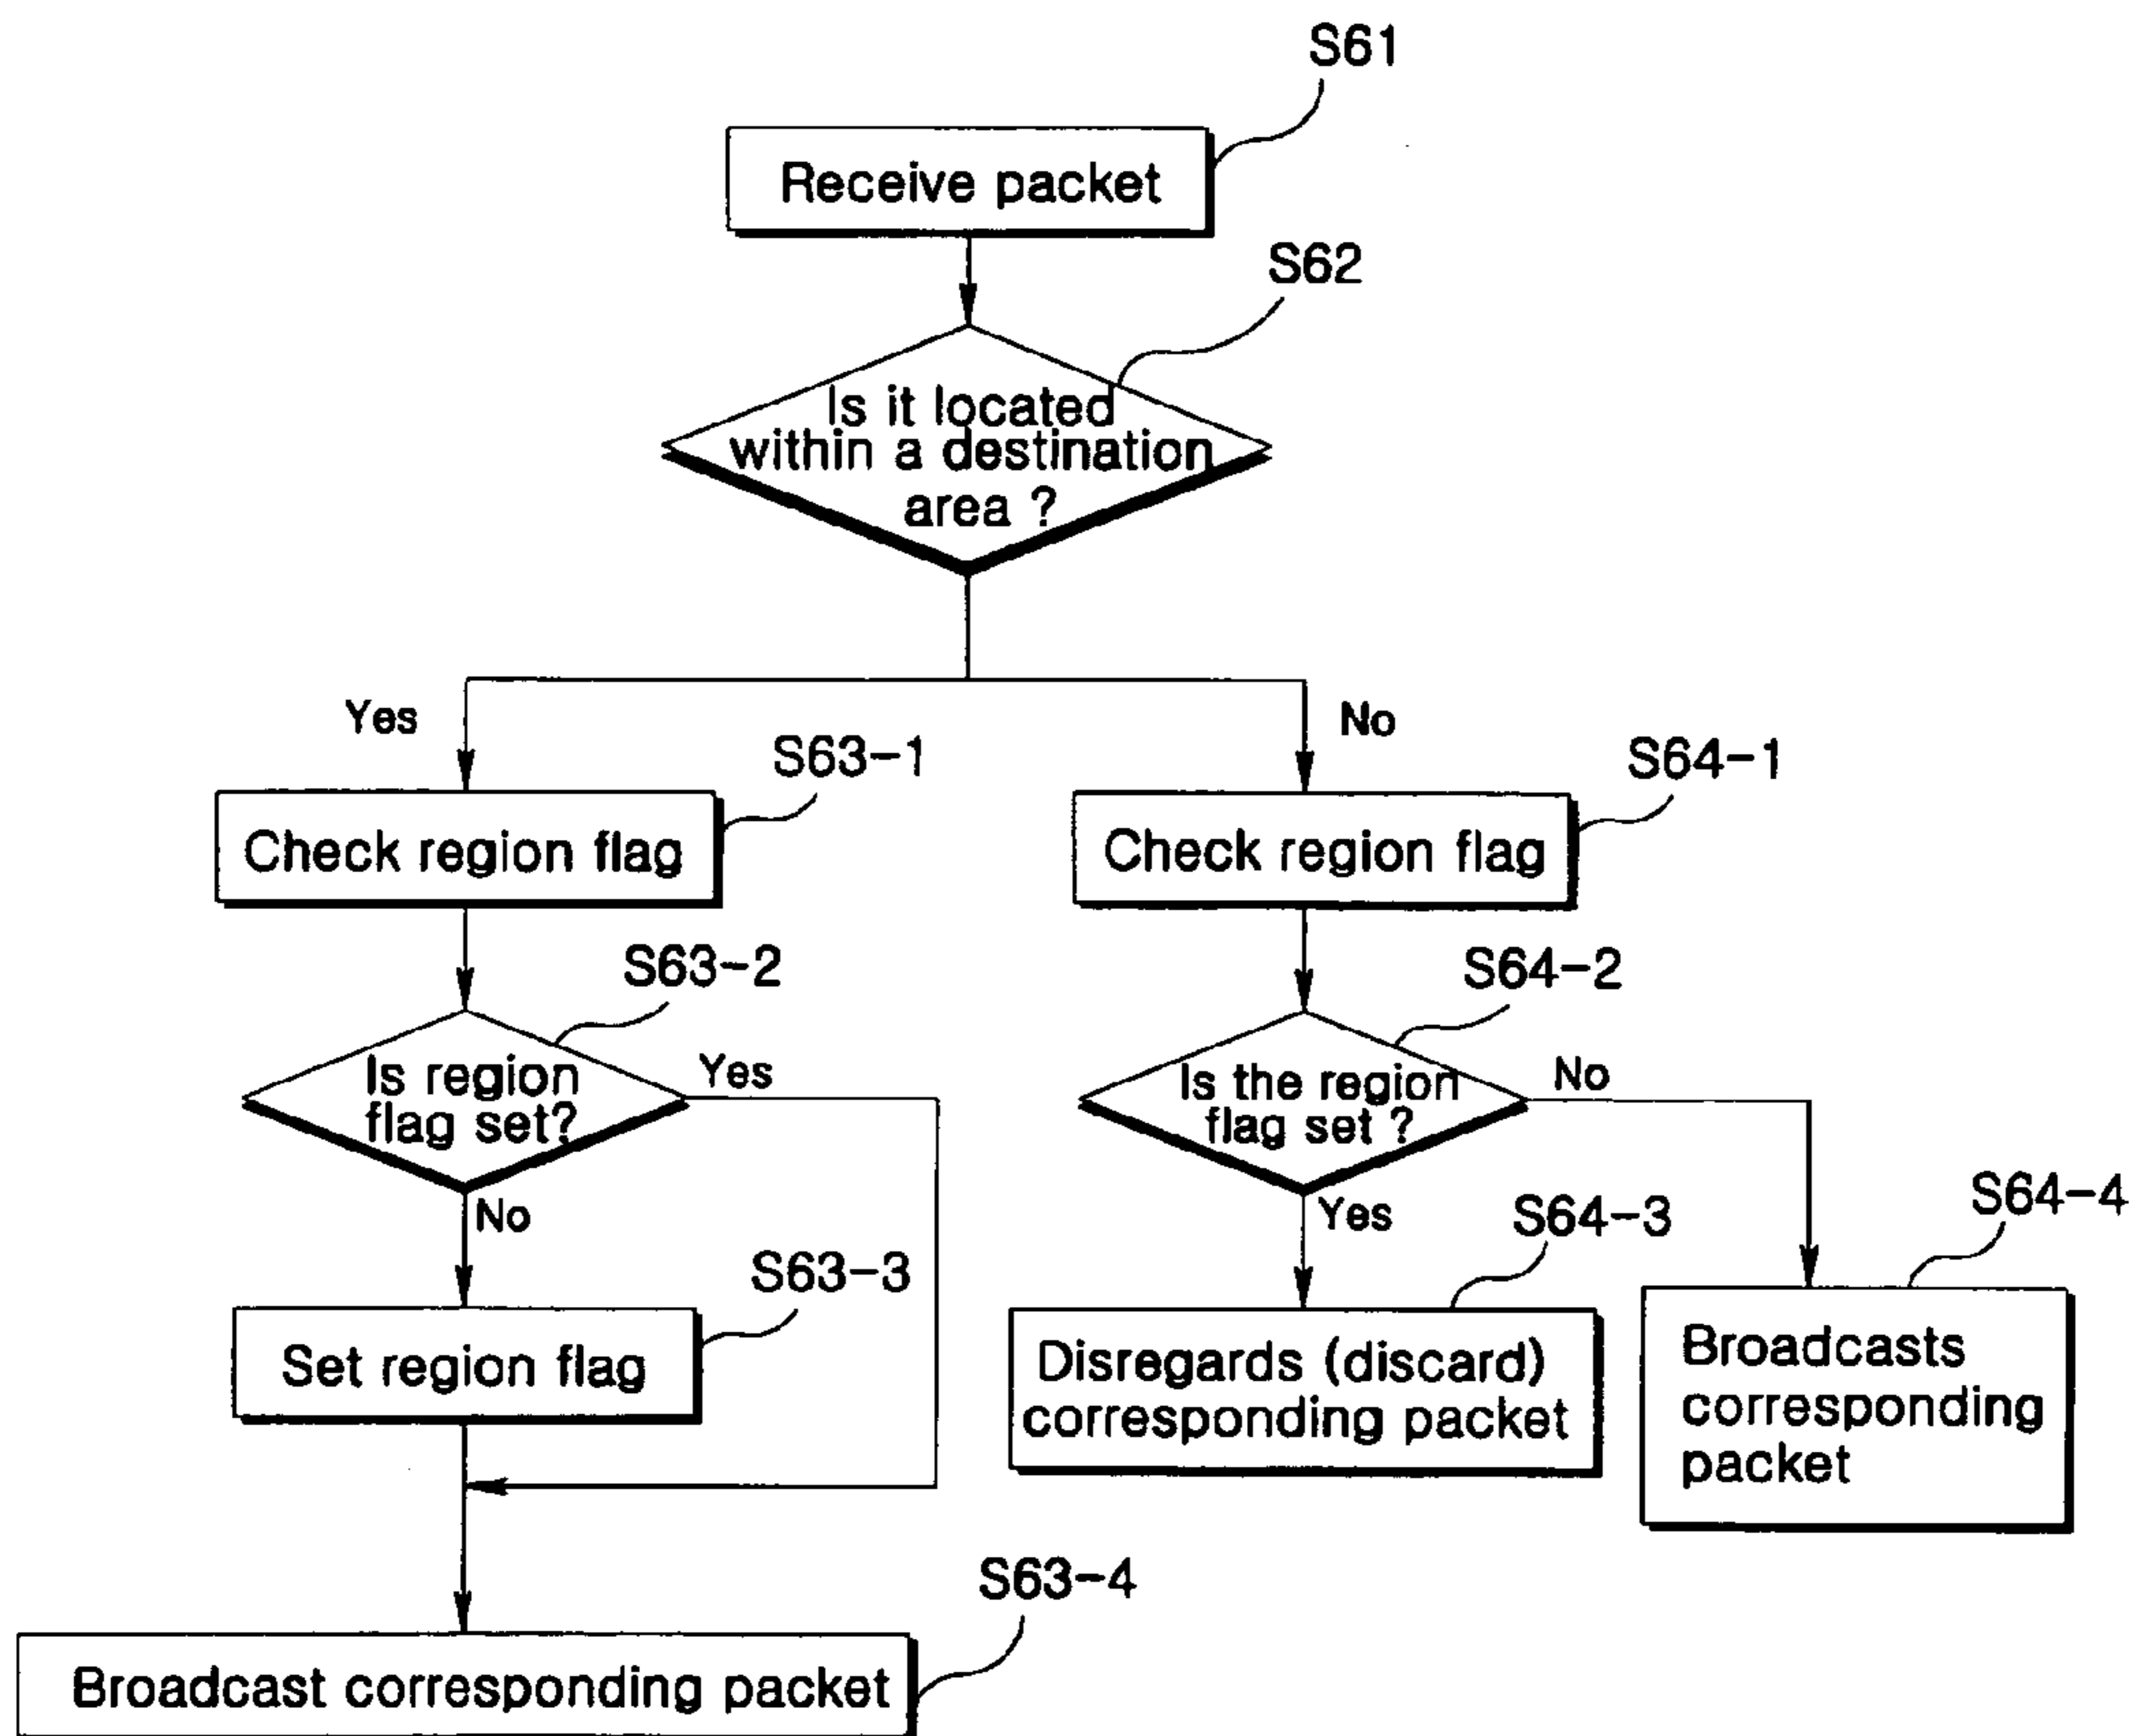 S61
Receive packet
S62
Is it located
within a destination
area ?
Yes
No
S63-1
S64-1
Check region flag
Check region flag
S63-2
S64-2
Is region
flag set?
Yes
Is the region
flag set ?
No
No
Yes
S63-3
S64-3
S64-4
Set region flag
Disregards (discard)
corresponding packet
Broadcasts
corresponding
packet
S63-4
Broadcast corresponding packet